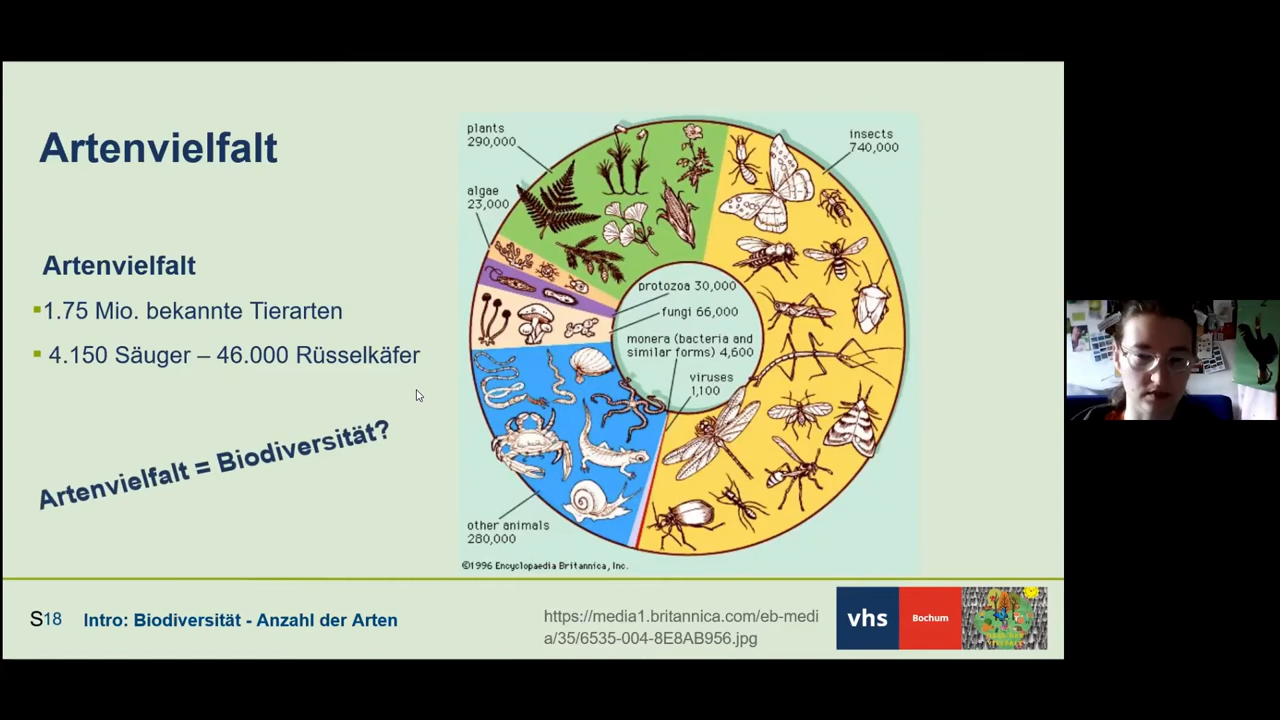 Artenvielfalt
Artenvielfalt
1.75 Mio. bekannte Tierarten
4.150 Säuger – 46.000 Rüsselkäfer
Artenvielfalt = Biodiversität?
plants
290,000
algae
23,000
insects
740,000
protozoa 30,000
fungi 66,000
monera (bacteria and
similar forms) 4,600
viruses
1,100
other animals
280,000
©1996 Encyclopaedia Britannica, Inc.
S18
Intro: Biodiversität - Anzahl der Arten
https://media1.britannica.com/eb-medi
a/35/6535-004-8E8AB956.jpg
vhs
Bochum